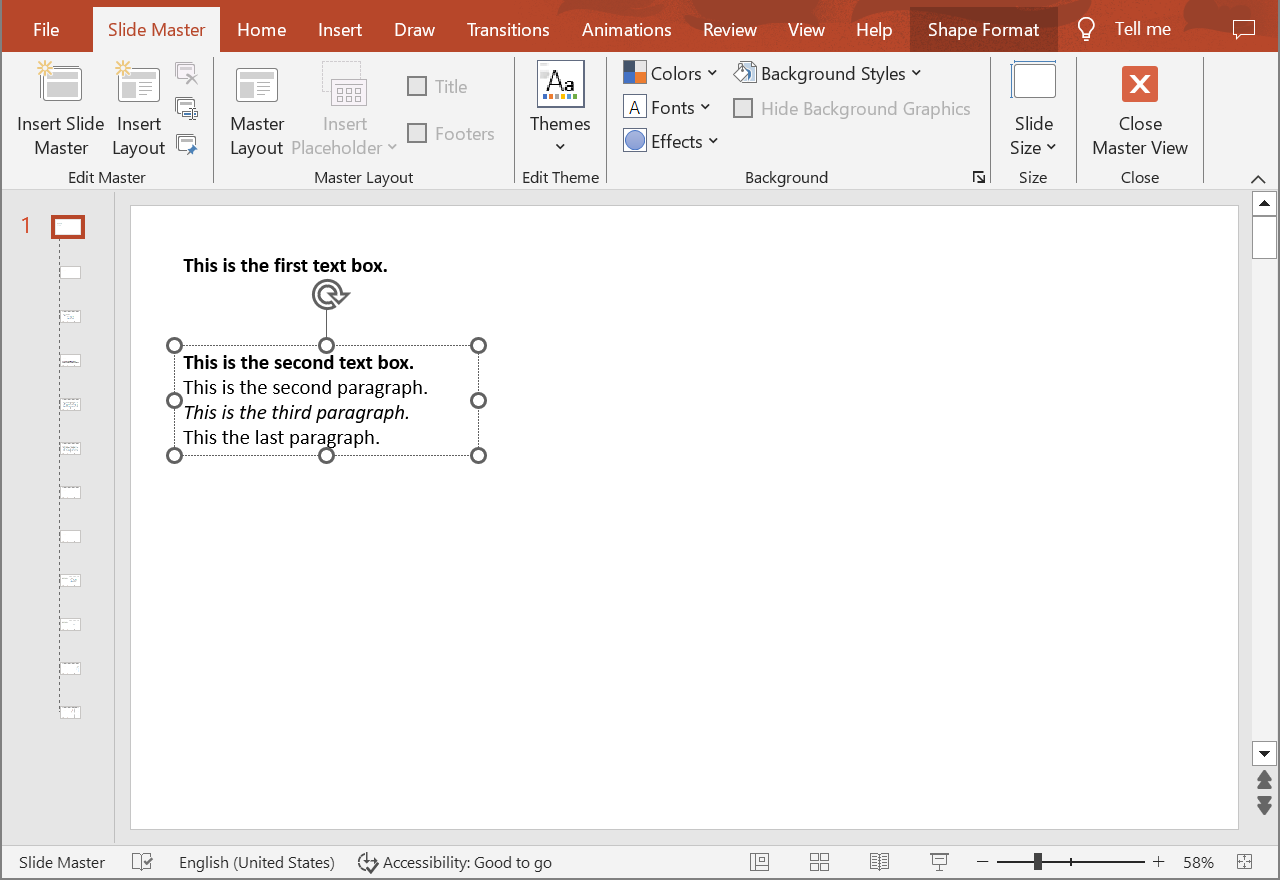 File Slide Master Home Insert Draw Transitions Animations Review View Help Shape Format Tell me
Insert Slide Master
Insert Layout
Edit Master
Master Layout
Insert Placeholder
Title
Footers
Master Layout
Aa
Themes
Edit Theme
Colors
A Fonts
Effects
Background Styles
Hide Background Graphics
Background
Slide Size
Size
Close Master View
Close
1
This is the first text box.
This is the second text box.
This is the second paragraph.
This is the third paragraph.
This the last paragraph.
Slide Master English (United States) Accessibility: Good to go 58%